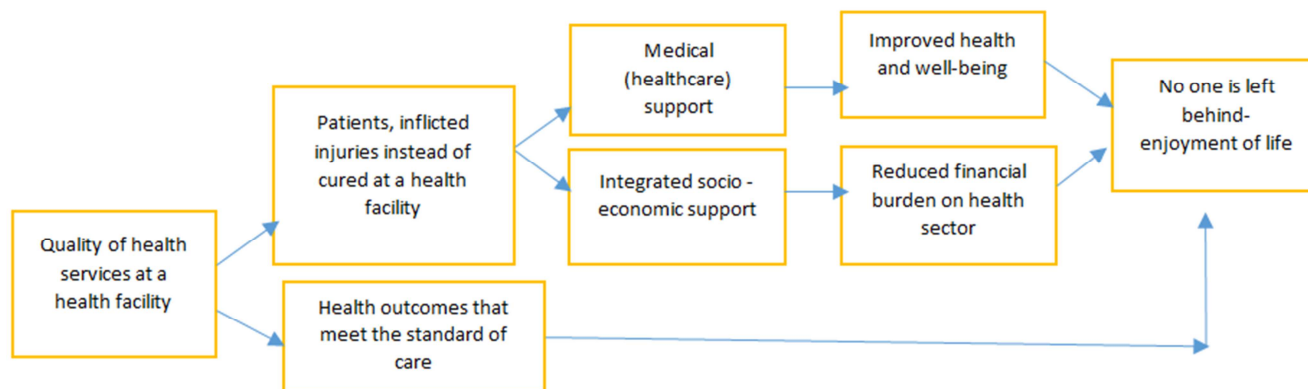 Quality of health
services at a
health facility
Patients, inflicted
injuries instead of
cured at a health
facility
Health outcomes that
meet the standard of
care
Medical
(healthcare)
support
Integrated socio -
economic support
Improved health
and well-being
Reduced financial
burden on health
sector
No one is left
behind-
enjoyment of life